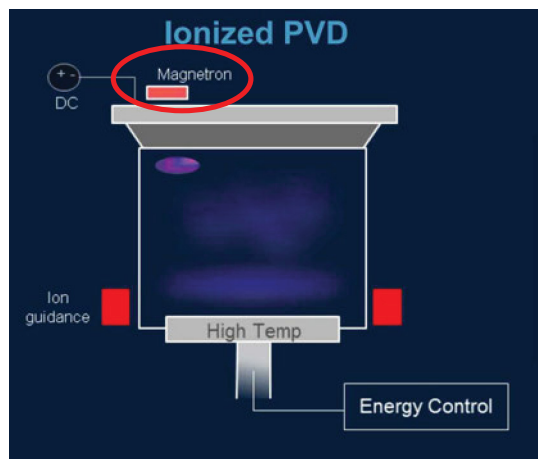 Ionized PVD
+ -
Magnetron
DC
Ion
guidance
High Temp
Energy Control